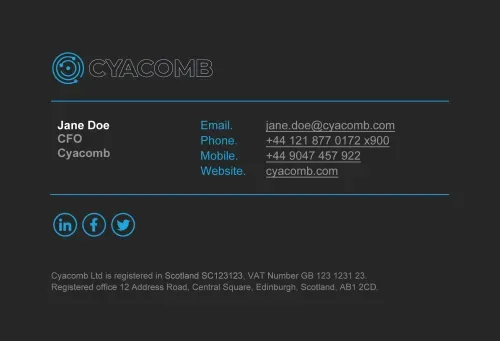 CYACOMB
Jane Doe
CFO
Cyacomb
Email. jane.doe@cyacomb.com
Phone. +44 121 877 0172 x900
Mobile. +44 9047 457 922
Website. cyacomb.com
in f
Cyacomb Ltd is registered in Scotland SC123123, VAT Number GB 123 1231 23.
Registered office 12 Address Road, Central Square, Edinburgh, Scotland, AB1 2CD.